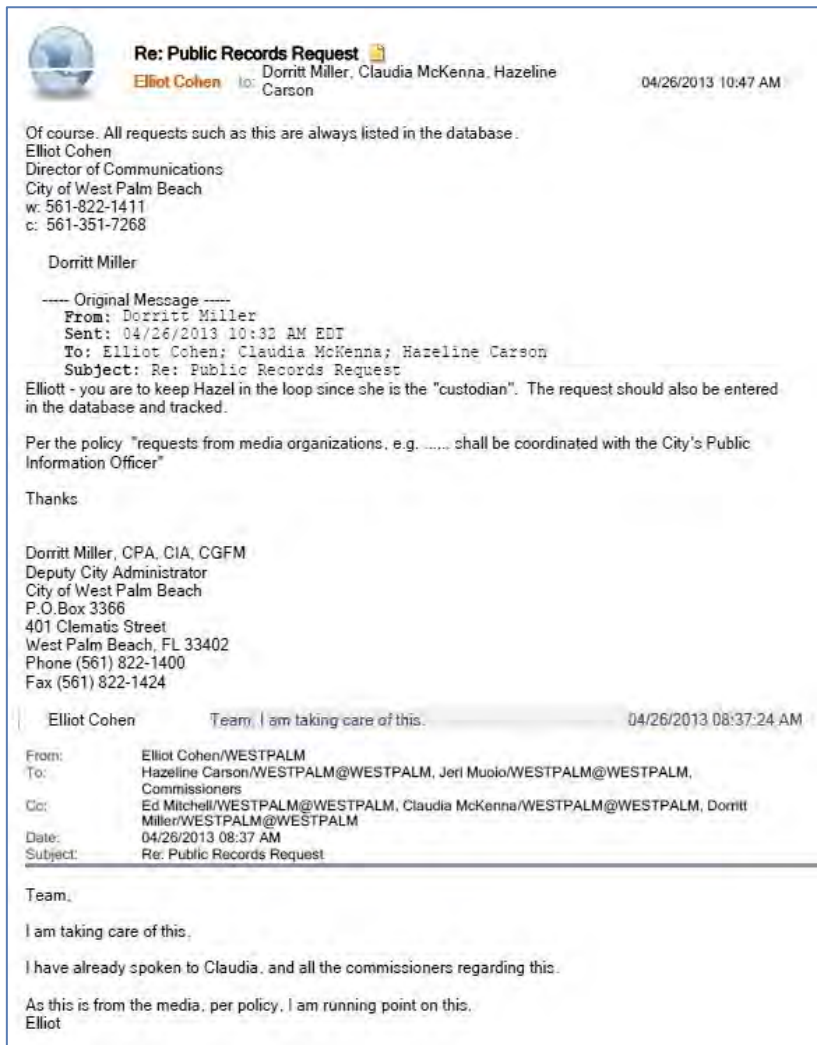 Re: Public Records Request
Elliot Cohen to: Dorritt Miller, Claudia McKenna, Hazeline
Carson
04/26/2013 10:47 AM
Of course. All requests such as this are always listed in the database.
Elliot Cohen
Director of Communications
City of West Palm Beach
w: 561-822-1411
c: 561-351-7268
Dorritt Miller
----- Original Message -----
From: Dorritt Miller
Sent: 04/26/2013 10:32 AM EDT
To: Elliot Cohen; Claudia McKenna; Hazeline Carson
Subject: Re: Public Records Request
Elliott - you are to keep Hazel in the loop since she is the "custodian". The request should also be entered
in the database and tracked.
Per the policy "requests from media organizations, e.g. ...... shall be coordinated with the City's Public
Information Officer"
Thanks
Dorritt Miller, CPA, CIA, CGFM
Deputy City Administrator
City of West Palm Beach
P.O.Box 3366
401 Clematis Street
West Palm Beach, FL 33402
Phone (561) 822-1400
Fax (561) 822-1424
Elliot Cohen Team, I am taking care of this. 04/26/2013 08:37:24 AM
From: Elliot Cohen/WESTPALM
To: Hazeline Carson/WESTPALM@WESTPALM, Jeri Muoio/WESTPALM@WESTPALM,
Commissioners
Cc: Ed Mitchell/WESTPALM@WESTPALM, Claudia McKenna/WESTPALM@WESTPALM, Dorritt
Miller/WESTPALM@WESTPALM
Date: 04/26/2013 08:37 AM
Subject: Re: Public Records Request
Team,
I am taking care of this.
I have already spoken to Claudia, and all the commissioners regarding this.
As this is from the media, per policy, I am running point on this.
Elliot